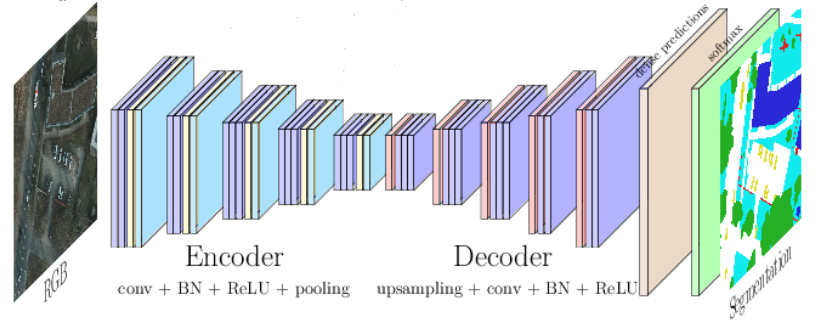 dense predictions
softmax
RGB
Encoder
conv + BN + ReLU + pooling
Decoder
upsampling + conv + BN + ReLU
Segmentation